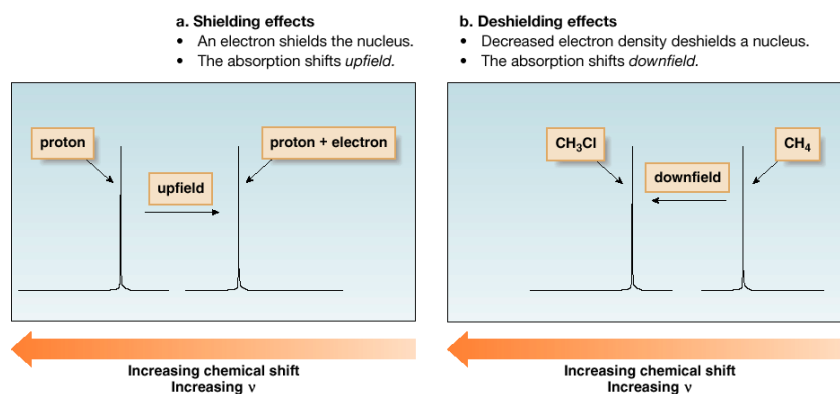 a. Shielding effects
• An electron shields the nucleus.
• The absorption shifts upfield.
b. Deshielding effects
• Decreased electron density deshields a nucleus.
• The absorption shifts downfield.
proton
proton + electron
upfield
CH₃Cl
CH₄
downfield
Increasing chemical shift
Increasing ν
Increasing chemical shift
Increasing ν